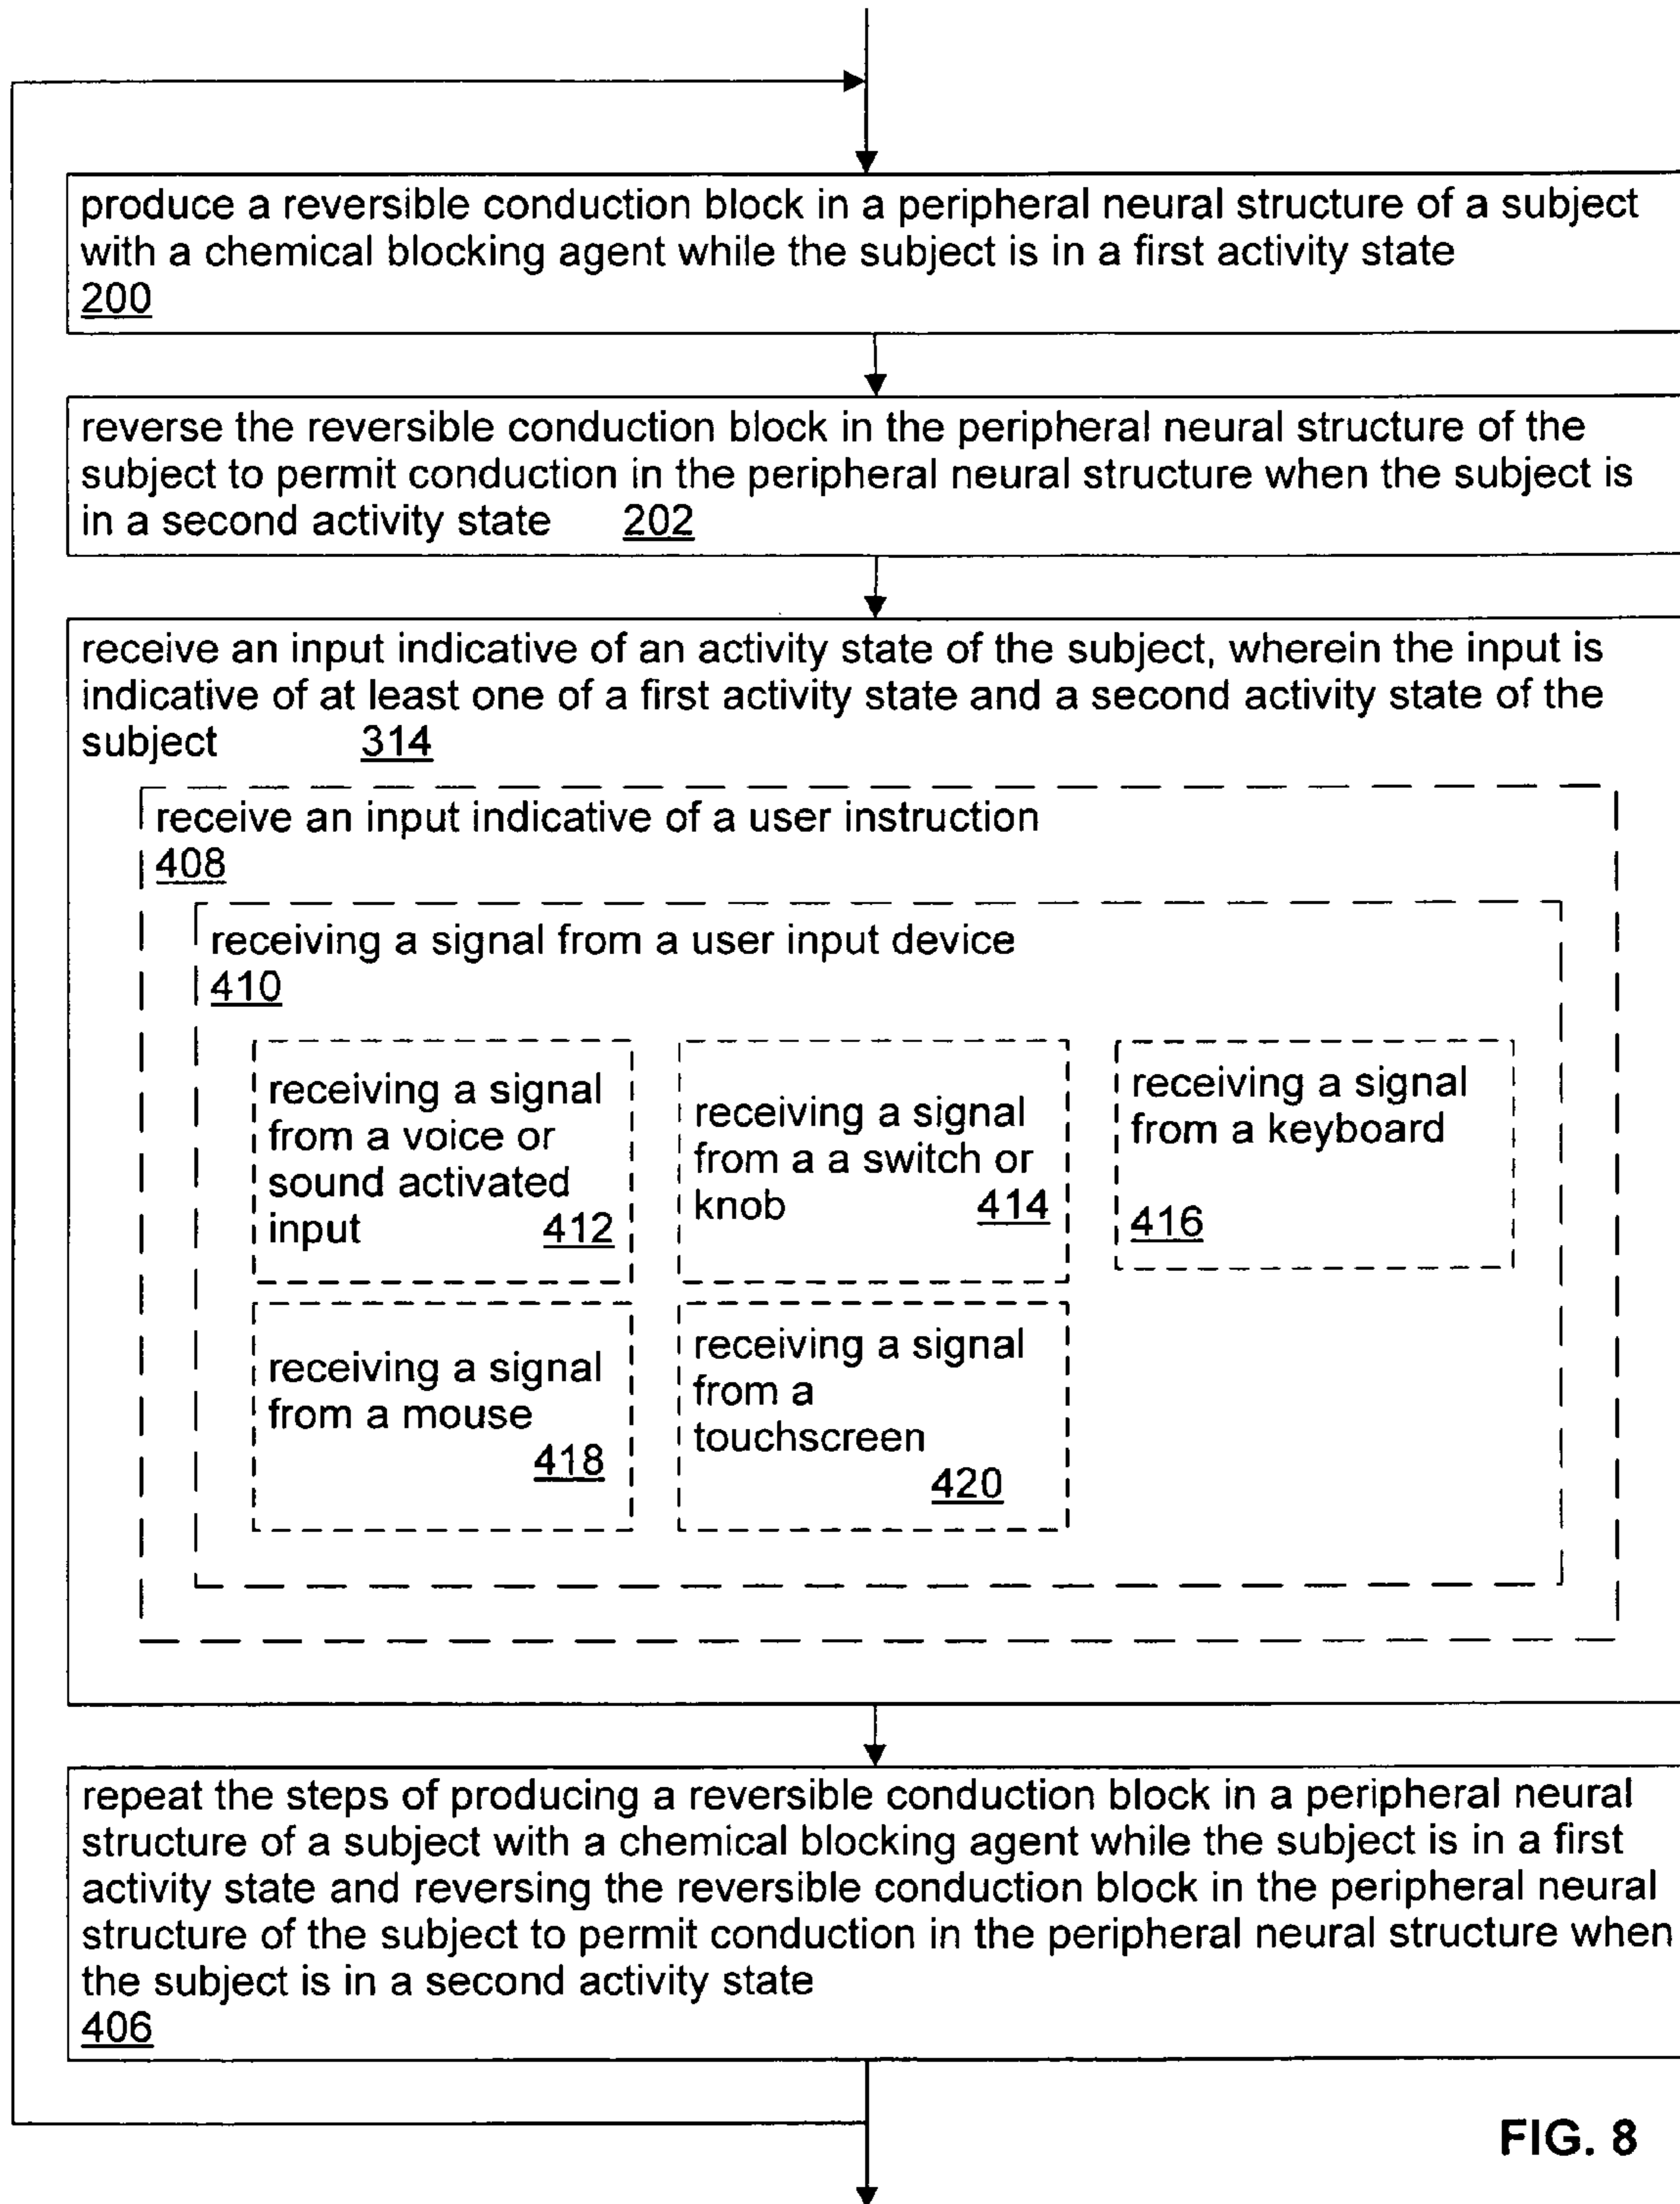 produce a reversible conduction block in a peripheral neural structure of a subject
with a chemical blocking agent while the subject is in a first activity state
200
reverse the reversible conduction block in the peripheral neural structure of the
subject to permit conduction in the peripheral neural structure when the subject is
in a second activity state 202
receive an input indicative of an activity state of the subject, wherein the input is
indicative of at least one of a first activity state and a second activity state of the
subject 314
receive an input indicative of a user instruction
408
receiving a signal from a user input device
410
receiving a signal
from a voice or
sound activated
input 412
receiving a signal
from a a switch or
knob 414
receiving a signal
from a keyboard
416
receiving a signal
from a mouse
418
receiving a signal
from a
touchscreen
420
repeat the steps of producing a reversible conduction block in a peripheral neural
structure of a subject with a chemical blocking agent while the subject is in a first
activity state and reversing the reversible conduction block in the peripheral neural
structure of the subject to permit conduction in the peripheral neural structure when
the subject is in a second activity state
406
FIG. 8